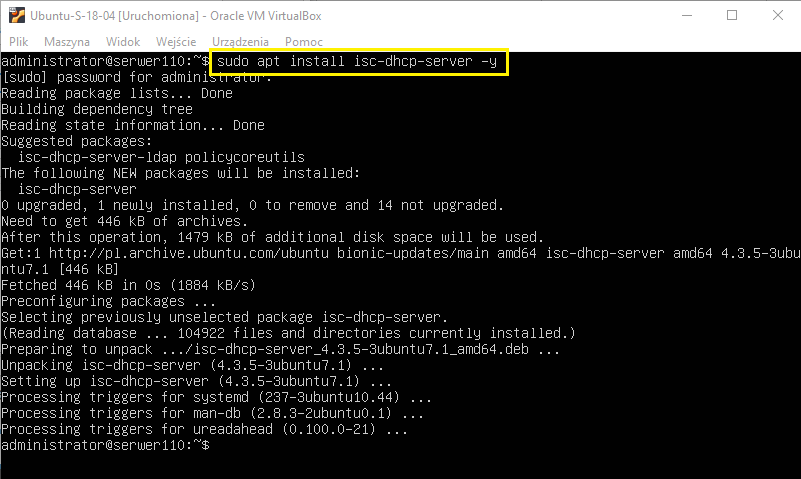 Ubuntu-S-18-04 [Uruchomiona] - Oracle VM VirtualBox
Plik Maszyna Widok Wejście Urządzenia Pomoc
administrator@serwer110:~$ sudo apt install isc-dhcp-server -y
[sudo] password for administrator:
Reading package lists... Done
Building dependency tree
Reading state information... Done
Suggested packages:
  isc-dhcp-server-ldap policycoreutils
The following NEW packages will be installed:
  isc-dhcp-server
0 upgraded, 1 newly installed, 0 to remove and 14 not upgraded.
Need to get 446 kB of archives.
After this operation, 1479 kB of additional disk space will be used.
Get:1 http://pl.archive.ubuntu.com/ubuntu bionic-updates/main amd64 isc-dhcp-server amd64 4.3.5-3ubu
ntu7.1 [446 kB]
Fetched 446 kB in 0s (1884 kB/s)
Preconfiguring packages ...
Selecting previously unselected package isc-dhcp-server.
(Reading database ... 104922 files and directories currently installed.)
Preparing to unpack .../isc-dhcp-server_4.3.5-3ubuntu7.1_amd64.deb ...
Unpacking isc-dhcp-server (4.3.5-3ubuntu7.1) ...
Setting up isc-dhcp-server (4.3.5-3ubuntu7.1) ...
Processing triggers for systemd (237-3ubuntu10.44) ...
Processing triggers for man-db (2.8.3-2ubuntu0.1) ...
Processing triggers for ureadahead (0.100.0-21) ...
administrator@serwer110:~$